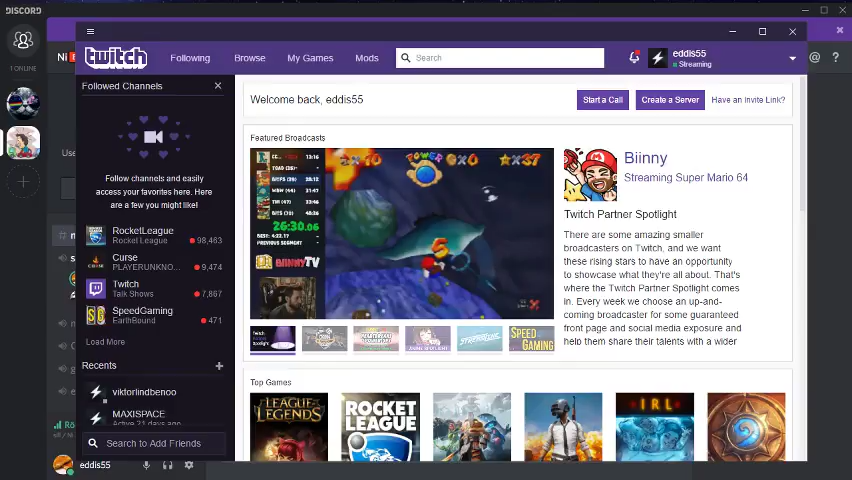 DISCORD
twitch
Following
Browse
My Games
Mods
Search
eddis55
Streaming
1 ONLINE
Ni
Use
Followed Channels
Follow channels and easily
access your favorites here. Here
are a few you might like!
RocketLeague
Rocket League
98,463
Curse
PLAYERUNKNO...
9,474
Twitch
Talk Shows
7,867
SpeedGaming
EarthBound
471
Load More
Recents
viktorlindbenoo
MAXISPACE
Active 21 days ago
Search to Add Friends
eddis55
Welcome back, eddis55
Start a Call
Create a Server
Have an invite Link?
Featured Broadcasts
POWER
26:30.06
BIINNYTV
SPEED
GAMING
Biinny
Streaming Super Mario 64
Twitch Partner Spotlight
There are some amazing smaller
broadcasters on Twitch, and we want
these rising stars to have an opportunity
to showcase what they're all about. That's
where the Twitch Partner Spotlight comes
in. Every week we choose an up-and-
coming broadcaster for some guaranteed
front page and social media exposure and
help them share their talents with a wider
Top Games
LEAGUE OF
LEGENDS
ROCKET
LEAGUE
IRL